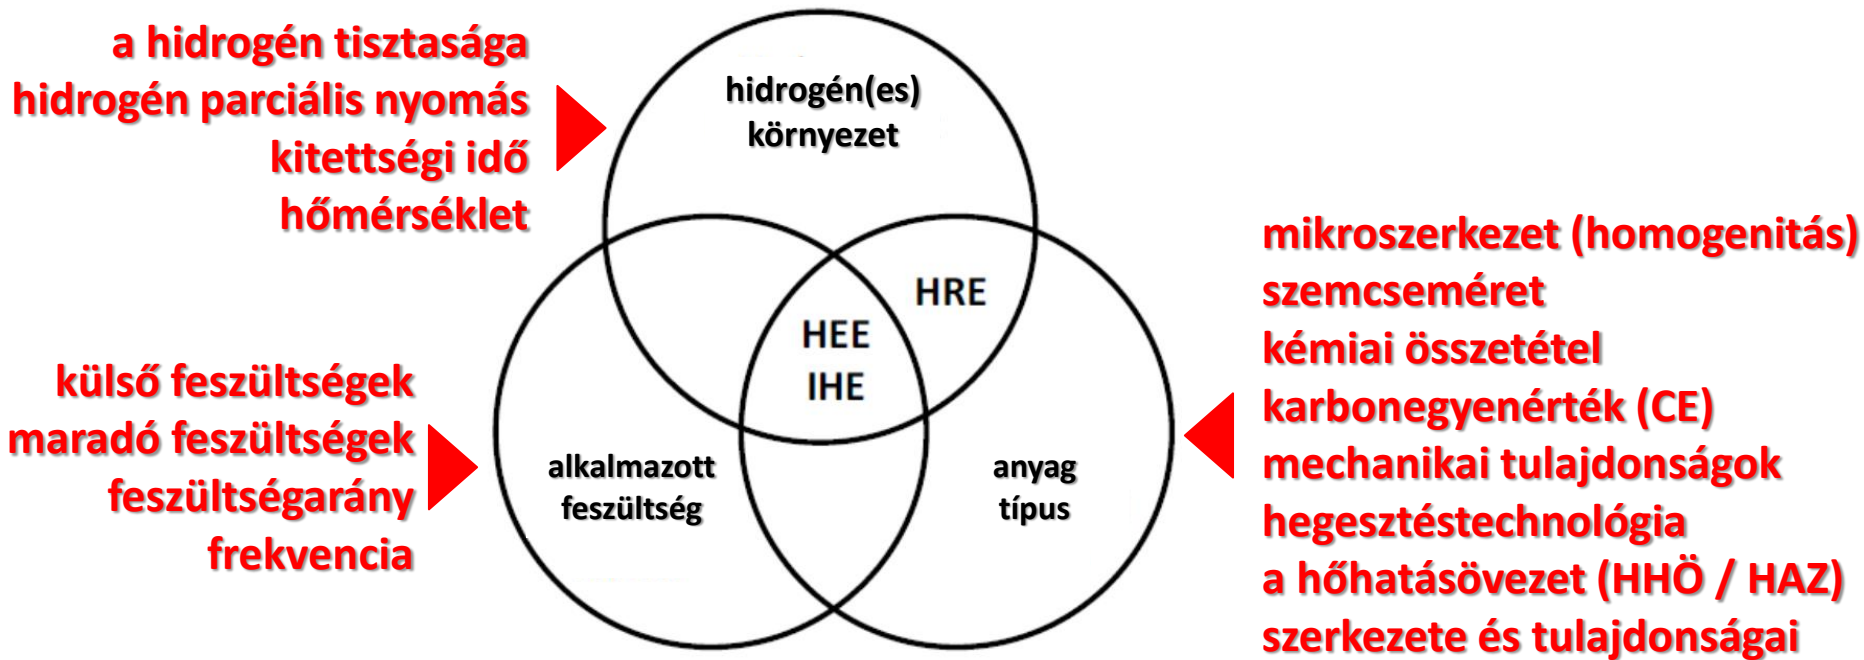 a hidrogén tisztasága
hidrogén parciális nyomás
kitettségi idő
hőmérséklet
hidrogén(es)
környezet
HRE
HEE
IHE
külső feszültségek
maradó feszültségek
feszültségarány
frekvencia
alkalmazott
feszültség
anyag
típus
mikroszerkezet (homogenitás)
szemcseméret
kémiai összetétel
karbonegyenérték (CE)
mechanikai tulajdonságok
hegesztéstechnológia
a hőhatásövezet (HHÖ / HAZ)
szerkezete és tulajdonságai